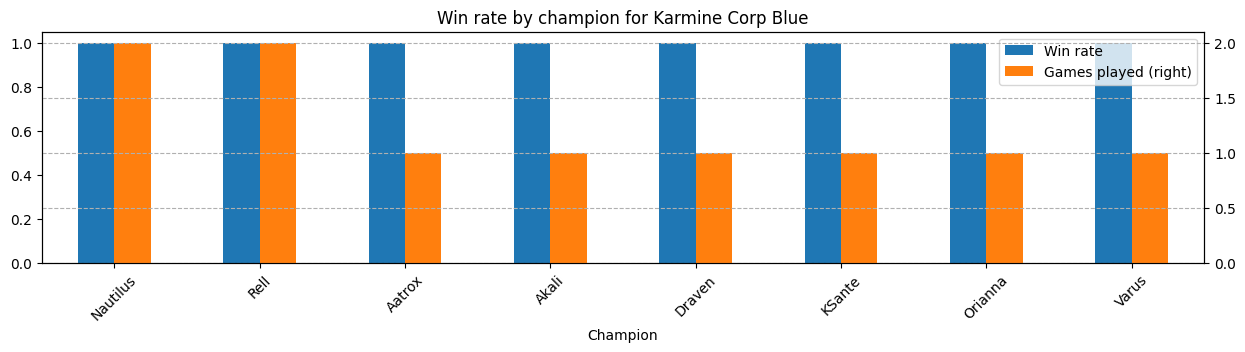 Win rate by champion for Karmine Corp Blue
1.0
0.8
0.6
0.4
0.2
0.0
2.0
1.5
1.0
0.5
0.0
Win rate
Games played (right)
Nautilus
Rell
Aatrox
Akali
Draven
KSante
Orianna
Varus
Champion